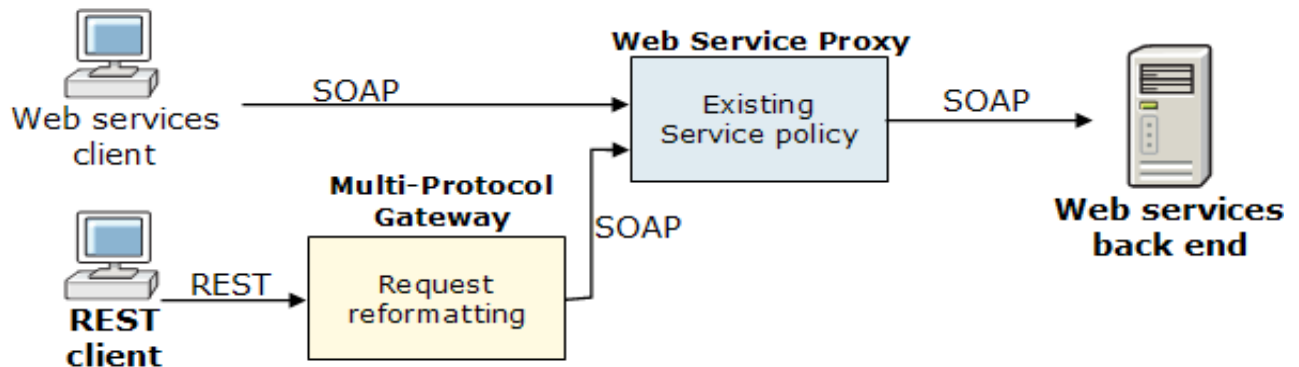 Web Service Proxy
SOAP
Existing
Service policy
SOAP
Web services
client
Multi-Protocol
Gateway
SOAP
Web services
back end
REST
Request
reformatting
REST
client